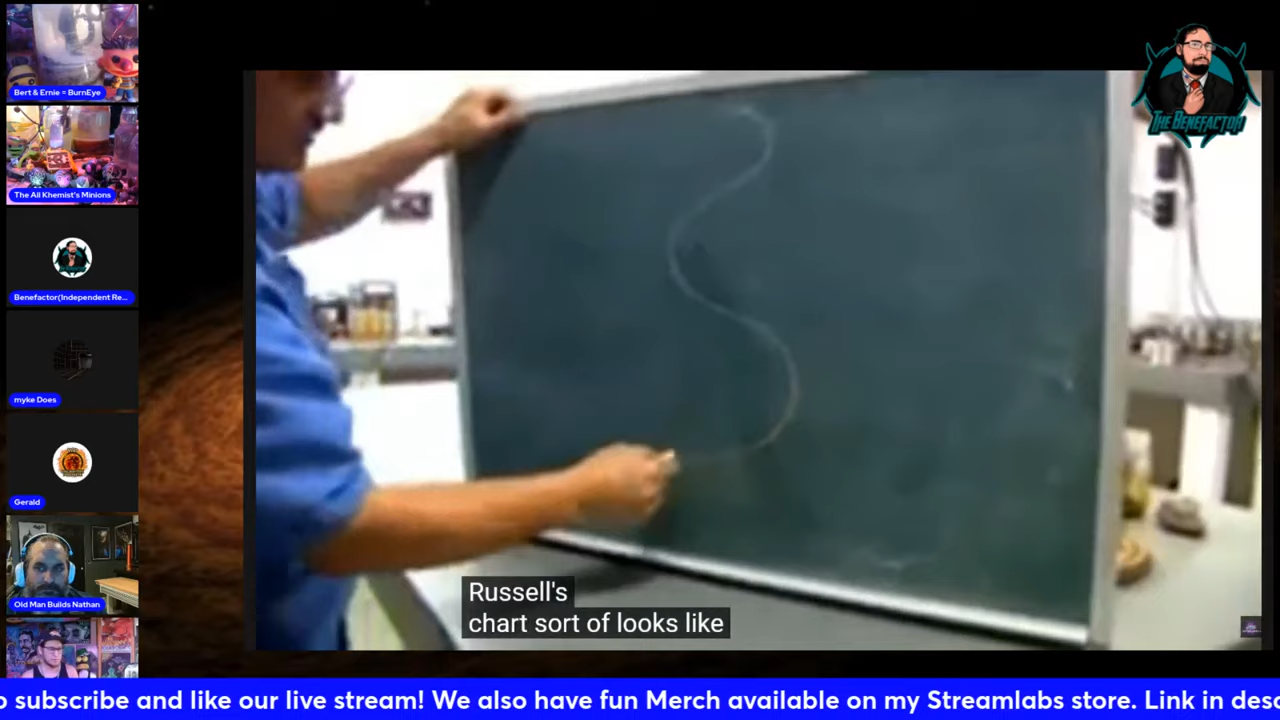 Bert & Ernie = BurnEye
The All Khemist's Minions
Benefactor(Independent Re...
myke Does
Gerald
Old Man Builds Nathan
THE BENEFACTOR
Russell's
chart sort of looks like
o subscribe and like our live stream! We also have fun Merch available on my Streamlabs store. Link in desc